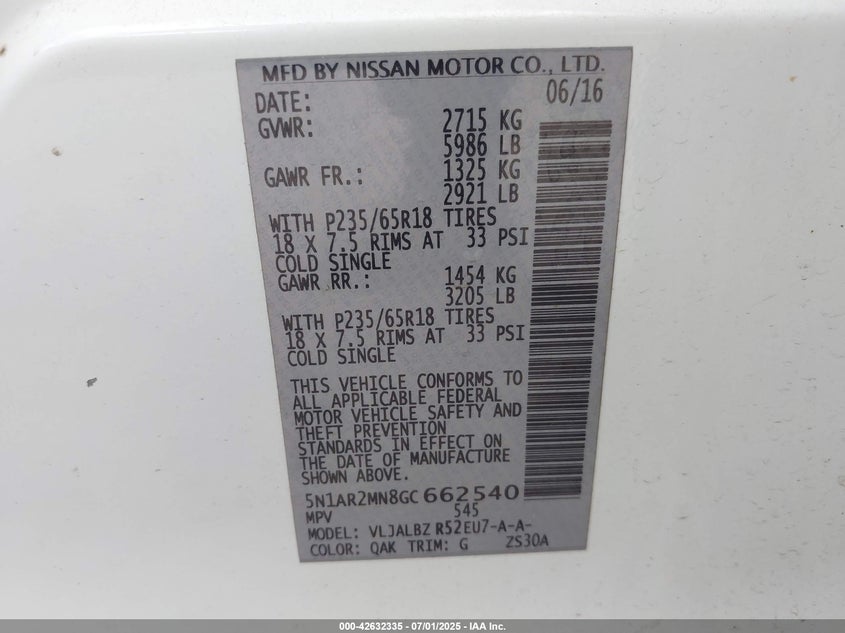 MFD BY NISSAN MOTOR CO., LTD.
DATE: 06/16
GVWR: 2715 KG
5986 LB
GAWR FR.: 1325 KG
2921 LB
WITH P235/65R18 TIRES
18 X 7.5 RIMS AT 33 PSI
COLD SINGLE
GAWR RR.: 1454 KG
3205 LB
WITH P235/65R18 TIRES
18 X 7.5 RIMS AT 33 PSI
COLD SINGLE
THIS VEHICLE CONFORMS TO
ALL APPLICABLE FEDERAL
MOTOR VEHICLE SAFETY AND
THEFT PREVENTION
STANDARDS IN EFFECT ON
THE DATE OF MANUFACTURE
SHOWN ABOVE.
5N1AR2MN8GC662540
MPV 545
MODEL: VLJALBZ R52EU7-A-A-
COLOR: QAK TRIM: G ZS30A
000-42632335 - 07/01/2025 - IAA Inc.